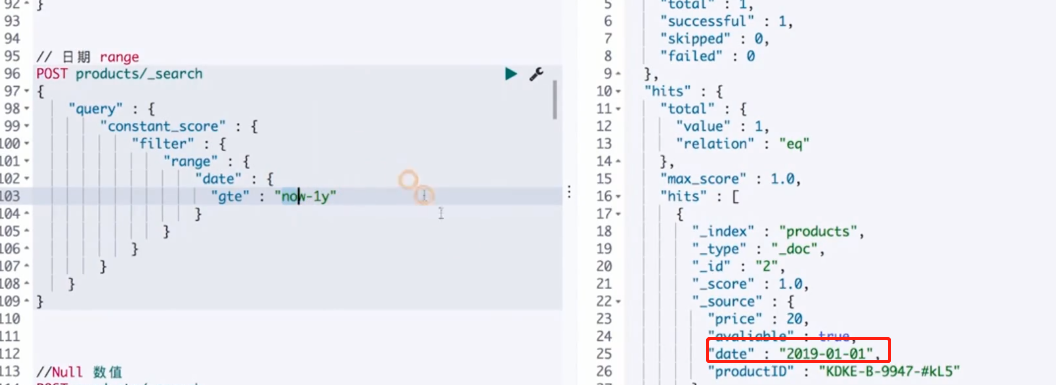 92 }
93
94
95 // 日期 range
96 POST products/_search
97 {
98 "query" : {
99 "constant_score" : {
100 "filter" : {
101 "range" : {
102 "date" : {
103 "gte" : "now-1y"
104 }
105 }
106 }
107 }
108 }
109 }
110
111
112
113 //Null 数值
5 "total" : 1,
6 "successful" : 1,
7 "skipped" : 0,
8 "failed" : 0
9 },
10 "hits" : {
11 "total" : {
12 "value" : 1,
13 "relation" : "eq"
14 },
15 "max_score" : 1.0,
16 "hits" : [
17 {
18 "_index" : "products",
19 "_type" : "_doc",
20 "_id" : "2",
21 "_score" : 1.0,
22 "_source" : {
23 "price" : 20,
24 "avaliable" : true,
25 "date" : "2019-01-01",
26 "productID" : "KDKE-B-9947-#kL5"